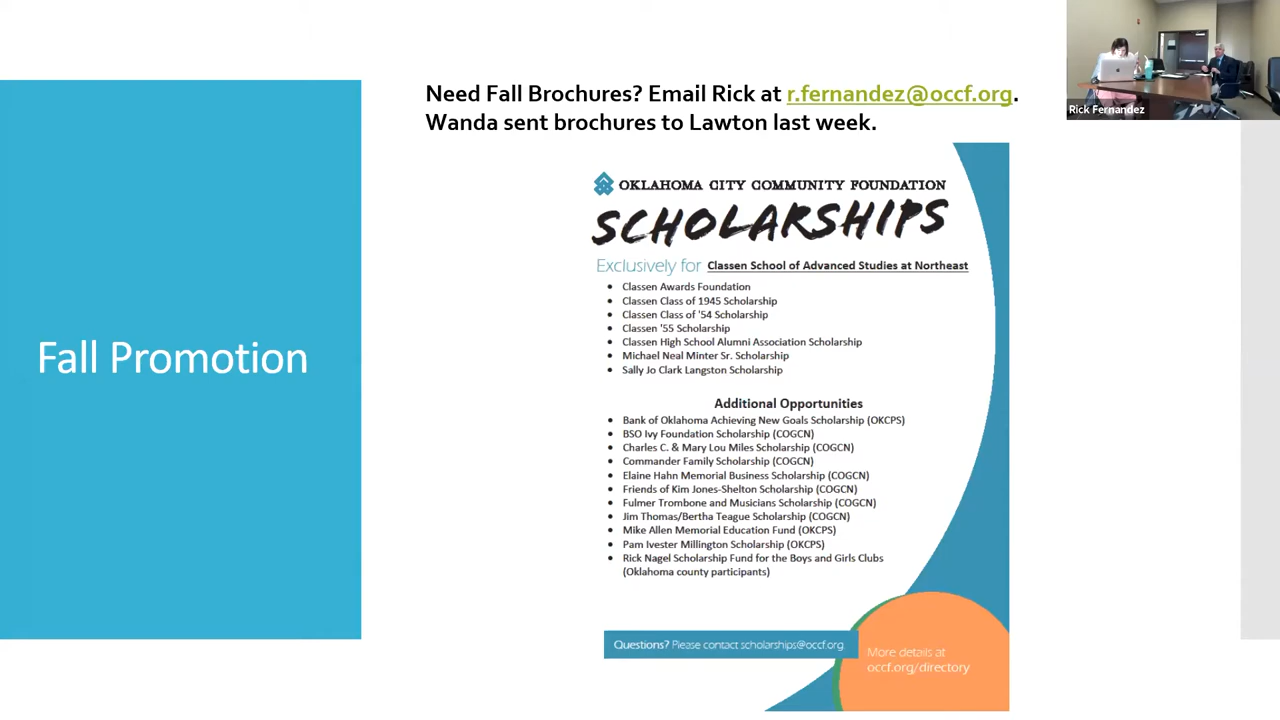 Need Fall Brochures? Email Rick at r.fernandez@occf.org.
Wanda sent brochures to Lawton last week.
Rick Fernandez
Fall Promotion
OKLAHOMA CITY COMMUNITY FOUNDATION
SCHOLARSHIPS
Exclusively for Classen School of Advanced Studies at Northeast
• Classen Awards Foundation
• Classen Class of 1945 Scholarship
• Classen Class of '54 Scholarship
• Classen '55 Scholarship
• Classen High School Alumni Association Scholarship
• Michael Neal Minter Sr. Scholarship
• Sally Jo Clark Langston Scholarship
Additional Opportunities
• Bank of Oklahoma Achieving New Goals Scholarship (OKCPS)
• BSO Ivy Foundation Scholarship (COGCN)
• Charles C. & Mary Lou Miles Scholarship (COGCN)
• Commander Family Scholarship (COGCN)
• Elaine Hahn Memorial Business Scholarship (COGCN)
• Friends of Kim Jones-Shelton Scholarship (COGCN)
• Fulmer Trombone and Musicians Scholarship (COGCN)
• Jim Thomas/Bertha Teague Scholarship (COGCN)
• Mike Allen Memorial Education Fund (OKCPS)
• Pam Ivester Millington Scholarship (OKCPS)
• Rick Nagel Scholarship Fund for the Boys and Girls Clubs
(Oklahoma county participants)
Questions? Please contact scholarships@occf.org.
More details at
occf.org/directory